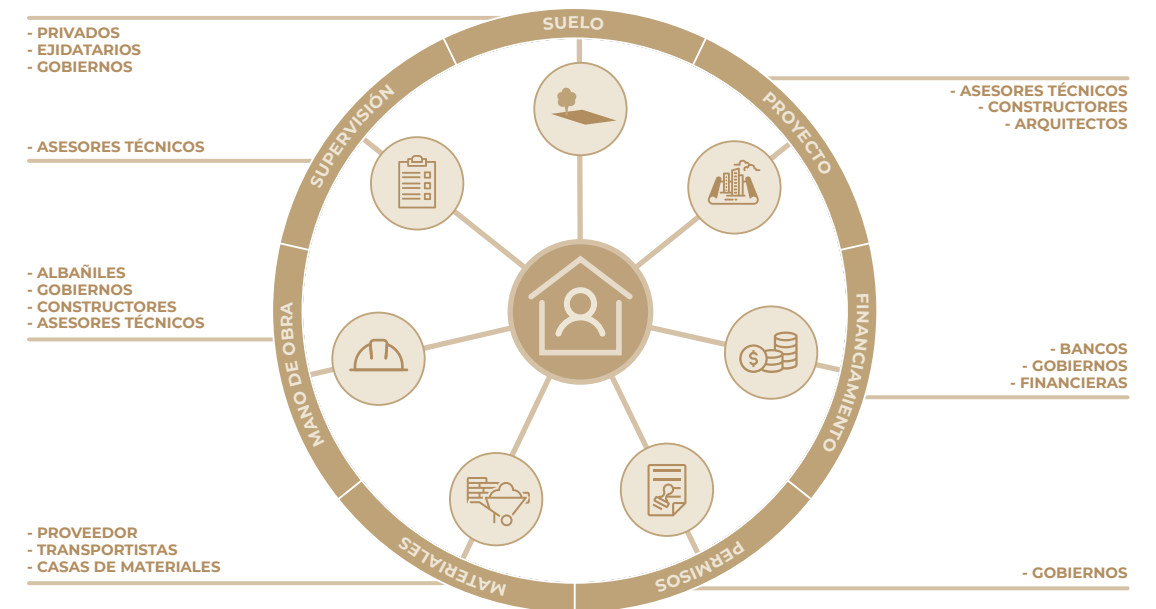 SUELO
- PRIVADOS
- EJIDATARIOS
- GOBIERNOS
PROYECTO
- ASESORES TÉCNICOS
- CONSTRUCTORES
- ARQUITECTOS
FINANCIAMIENTO
- BANCOS
- GOBIERNOS
- FINANCIERAS
PERMISOS
- GOBIERNOS
MATERIALES
- PROVEEDOR
- TRANSPORTISTAS
- CASAS DE MATERIALES
MANO DE OBRA
- ALBAÑILES
- GOBIERNOS
- CONSTRUCTORES
- ASESORES TÉCNICOS
SUPERVISIÓN
- ASESORES TÉCNICOS
$